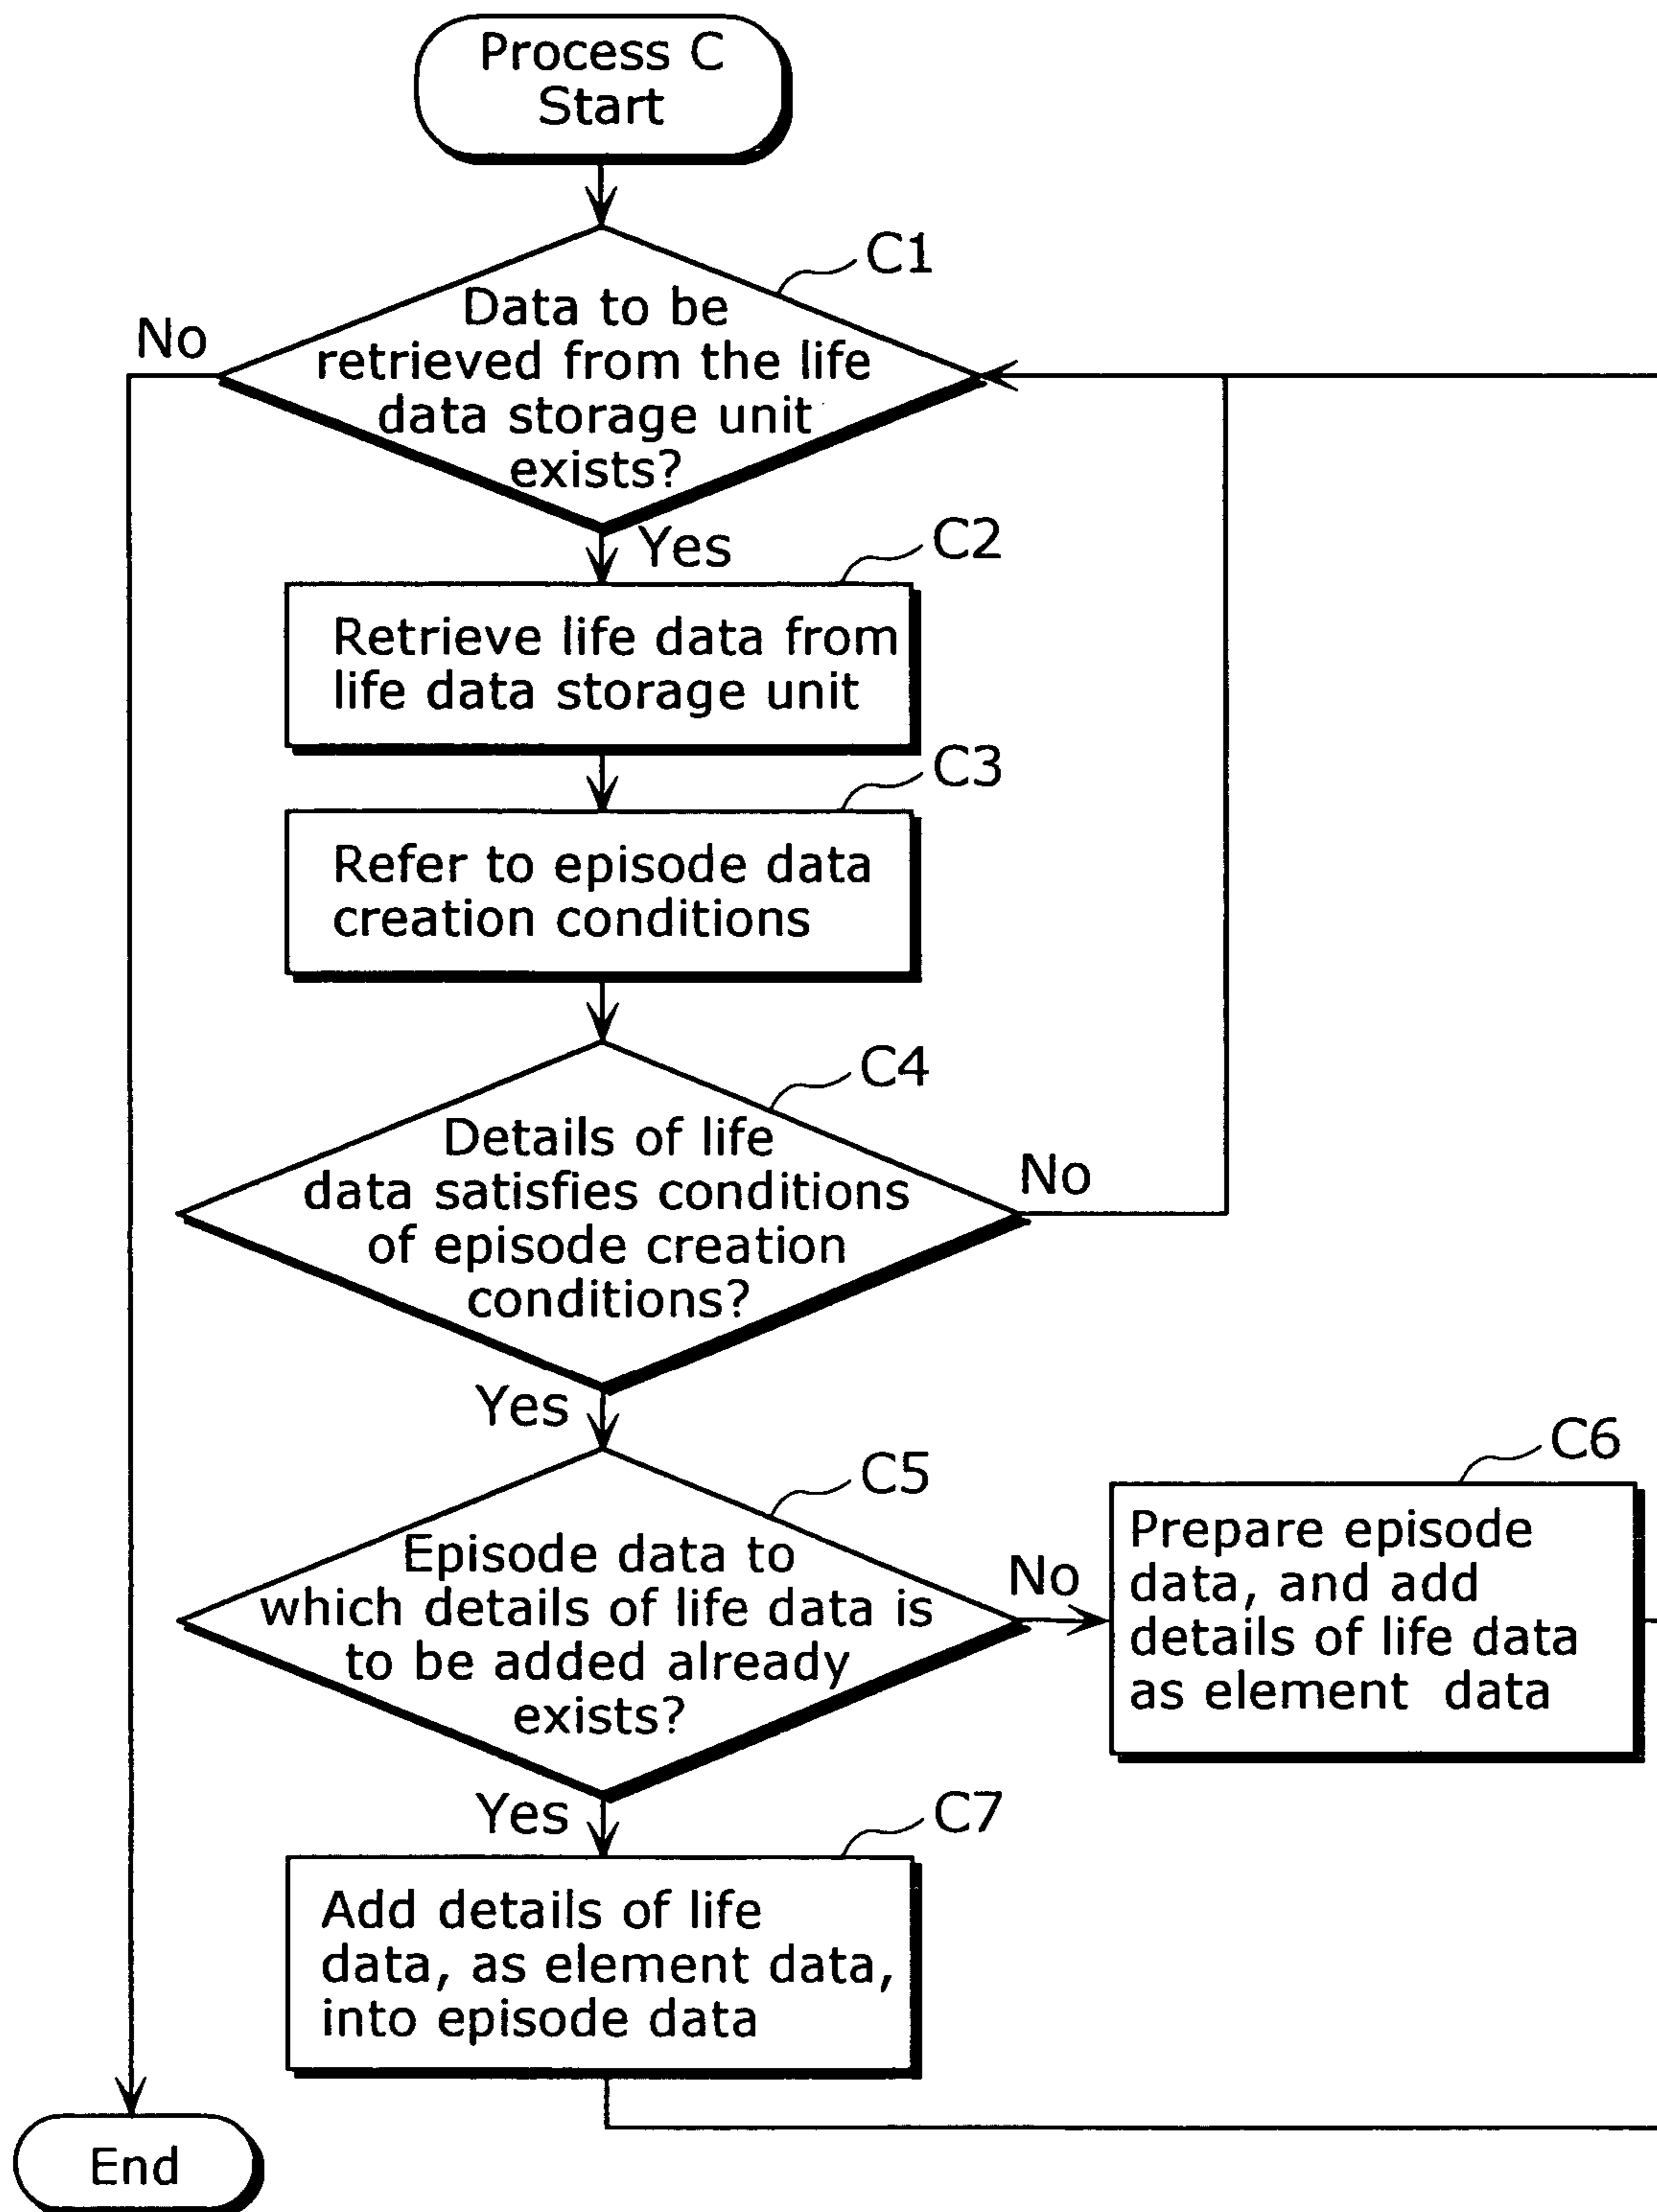 Process C
Start
C1
Data to be
retrieved from the life
data storage unit
exists?
No
Yes
C2
Retrieve life data from
life data storage unit
C3
Refer to episode data
creation conditions
C4
Details of life
data satisfies conditions
of episode creation
conditions?
No
Yes
C5
Episode data to
which details of life data is
to be added already
exists?
No
C6
Prepare episode
data, and add
details of life data
as element data
Yes
C7
Add details of life
data, as element data,
into episode data
End